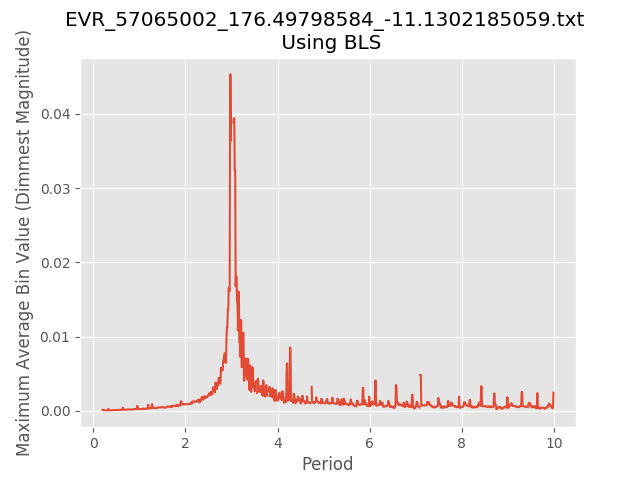 EVR_57065002_176.49798584_-11.1302185059.txt
Using BLS
Maximum Average Bin Value (Dimmest Magnitude)
0.04
0.03
0.02
0.01
0.00
0 2 4 6 8 10
Period